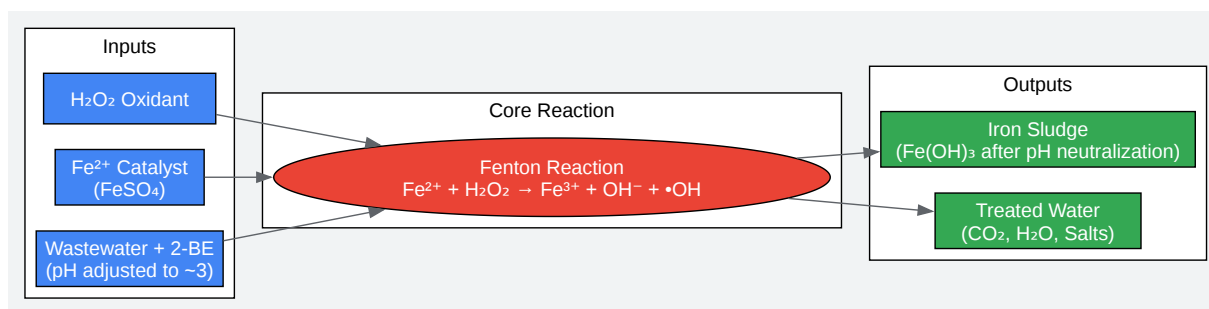 Inputs
H₂O₂ Oxidant
Fe²⁺ Catalyst
(FeSO₄)
Wastewater + 2-BE
(pH adjusted to ~3)
Core Reaction
Fenton Reaction
Fe²⁺ + H₂O₂ → Fe³⁺ + OH⁻ + •OH
Outputs
Iron Sludge
(Fe(OH)₃ after pH neutralization)
Treated Water
(CO₂, H₂O, Salts)